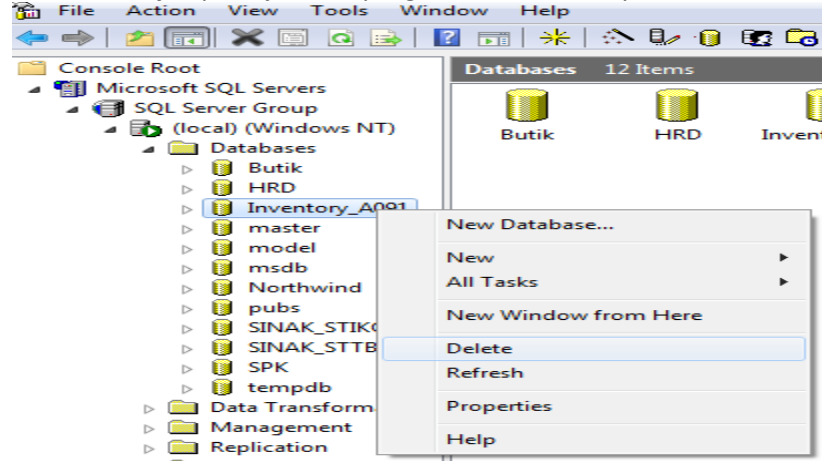 File Action View Tools Window Help
Console Root
Microsoft SQL Servers
SQL Server Group
(local) (Windows NT)
Databases
Butik
HRD
Inventory_A091
master
model
msdb
Northwind
pubs
SINAK_STIK
SINAK_STTB
SPK
tempdb
Data Transform
Management
Replication
Databases 12 Items
Butik HRD Inven
New Database...
New
All Tasks
New Window from Here
Delete
Refresh
Properties
Help